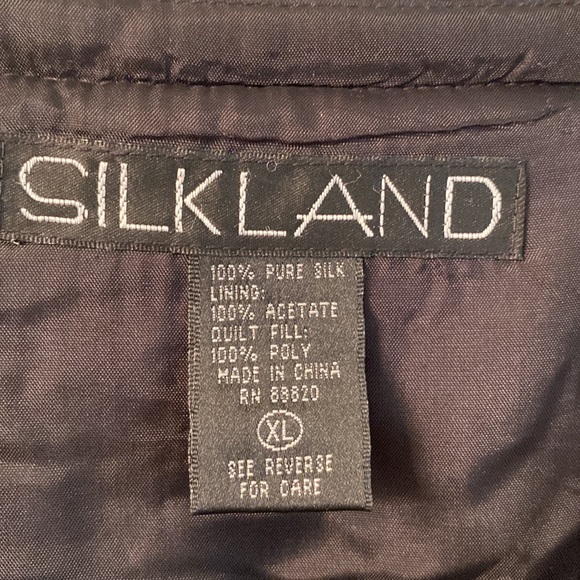 SILKLAND
100% PURE SILK
LINING:
100% ACETATE
QUILT FILL:
100% POLY
MADE IN CHINA
RN 88820
XL
SEE REVERSE
FOR CARE